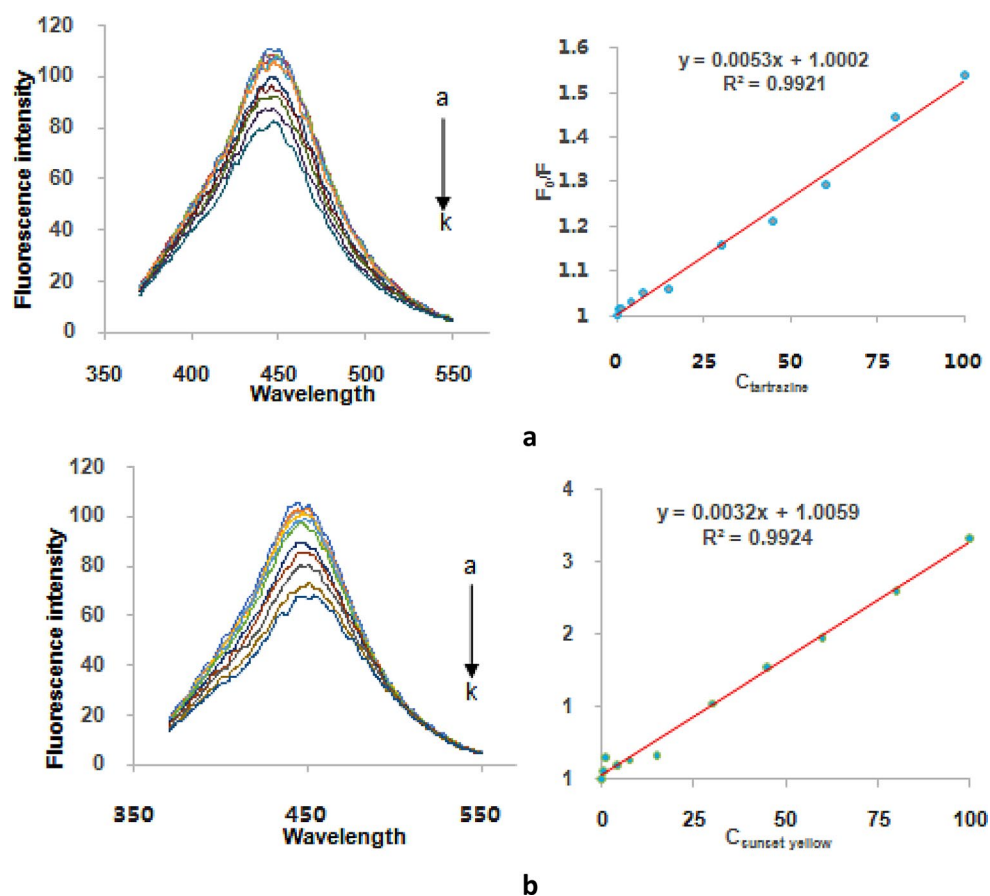 120
100
80
60
40
20
0
Fluorescence intensity
a
k
350 400 450 500 550
Wavelength
1.6
1.5
1.4
1.3
1.2
1.1
1
F₀/F
y = 0.0053x + 1.0002
R² = 0.9921
0 25 50 75 100
C tartrazine
a
120
100
80
60
40
20
0
Fluorescence intensity
a
k
350 450 550
Wavelength
4
3
2
1
1
y = 0.0032x + 1.0059
R² = 0.9924
0 25 50 75 100
C sunset yellow
b